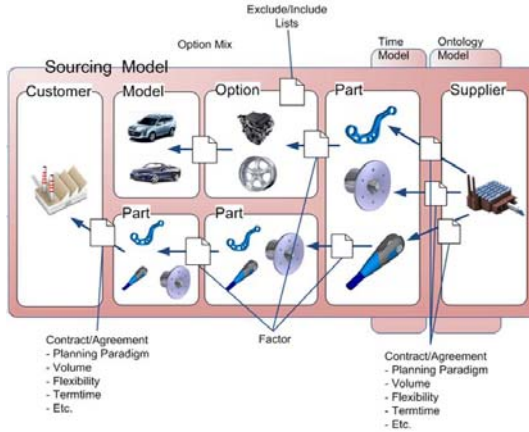 Exclude/Include
Lists
Option Mix
Time
Model
Ontology
Model
Sourcing Model
Customer
Model
Option
Part
Supplier
Part
Part
Factor
Contract/Agreement
- Planning Paradigm
- Volume
- Flexibility
- Termtime
- Etc.
Contract/Agreement
- Planning Paradigm
- Volume
- Flexibility
- Termtime
- Etc.